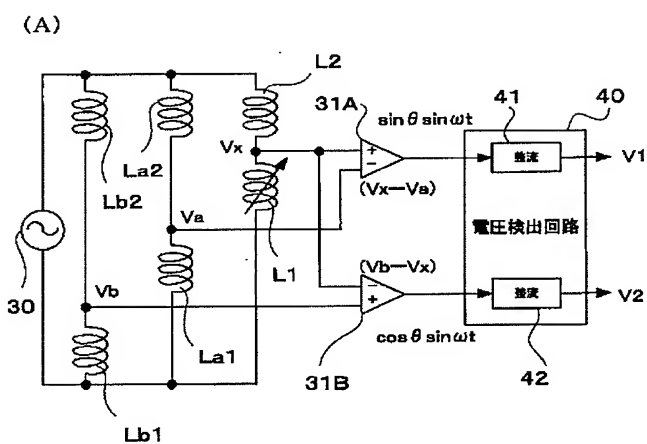 (A)
L2
31A
sinθ sinωt
41
40
La2
Vx
+
−
整流
V1
Lb2
(Vx−Va)
Va
電圧検出回路
L1
30
Vb
(Vb−Vx)
−
+
整流
V2
La1
cosθ sinωt
42
31B
Lb1